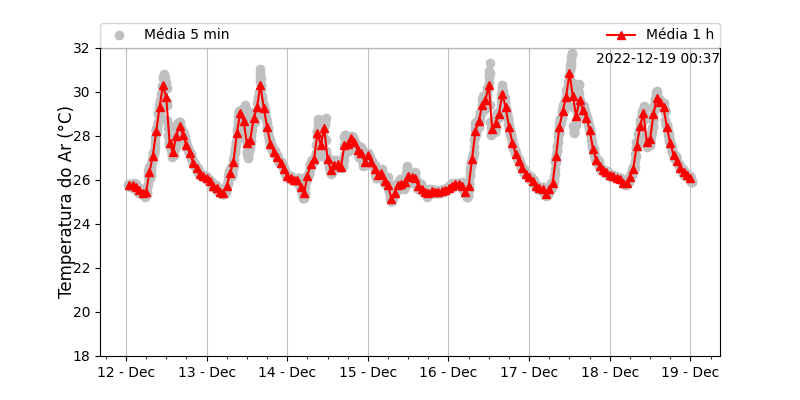 Média 5 min
Média 1 h
2022-12-19 00:37
Temperatura do Ar (°C)
32
30
28
26
24
22
20
18
12 - Dec
13 - Dec
14 - Dec
15 - Dec
16 - Dec
17 - Dec
18 - Dec
19 - Dec